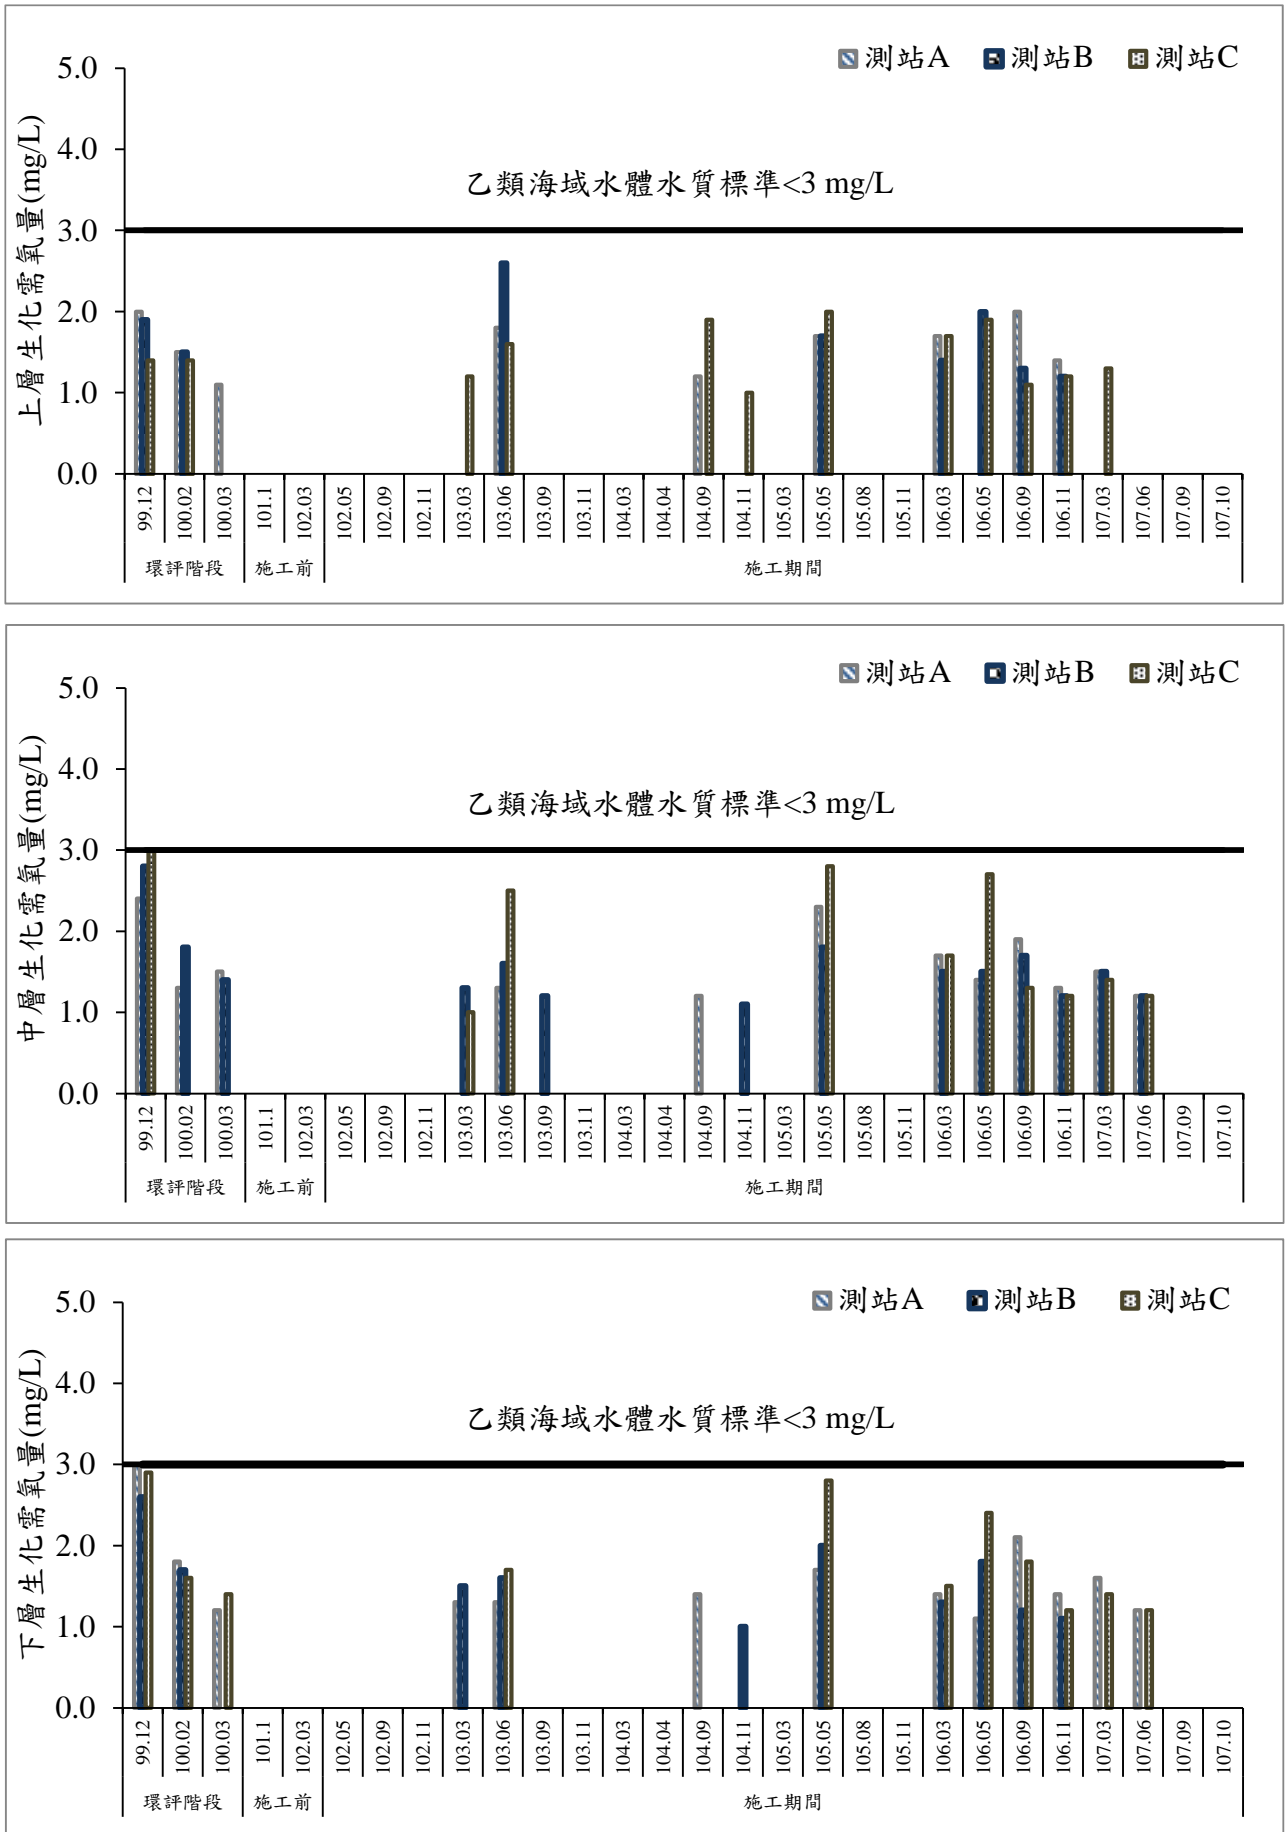 測站A 測站B 測站C
上層生化需氧量(mg/L)
5.0
4.0
乙類海域水體水質標準<3 mg/L
3.0
2.0
1.0
0.0
99.12 100.02 100.03 101.1 102.03 102.05 102.09 102.11 103.03 103.06 103.09 103.11 104.03 104.04 104.09 104.11 105.03 105.05 105.08 105.11 106.03 106.05 106.09 106.11 107.03 107.06 107.09 107.10
環評階段 施工前 施工期間
測站A 測站B 測站C
中層生化需氧量(mg/L)
5.0
4.0
乙類海域水體水質標準<3 mg/L
3.0
2.0
1.0
0.0
99.12 100.02 100.03 101.1 102.03 102.05 102.09 102.11 103.03 103.06 103.09 103.11 104.03 104.04 104.09 104.11 105.03 105.05 105.08 105.11 106.03 106.05 106.09 106.11 107.03 107.06 107.09 107.10
環評階段 施工前 施工期間
測站A 測站B 測站C
下層生化需氧量(mg/L)
5.0
4.0
乙類海域水體水質標準<3 mg/L
3.0
2.0
1.0
0.0
99.12 100.02 100.03 101.1 102.03 102.05 102.09 102.11 103.03 103.06 103.09 103.11 104.03 104.04 104.09 104.11 105.03 105.05 105.08 105.11 106.03 106.05 106.09 106.11 107.03 107.06 107.09 107.10
環評階段 施工前 施工期間